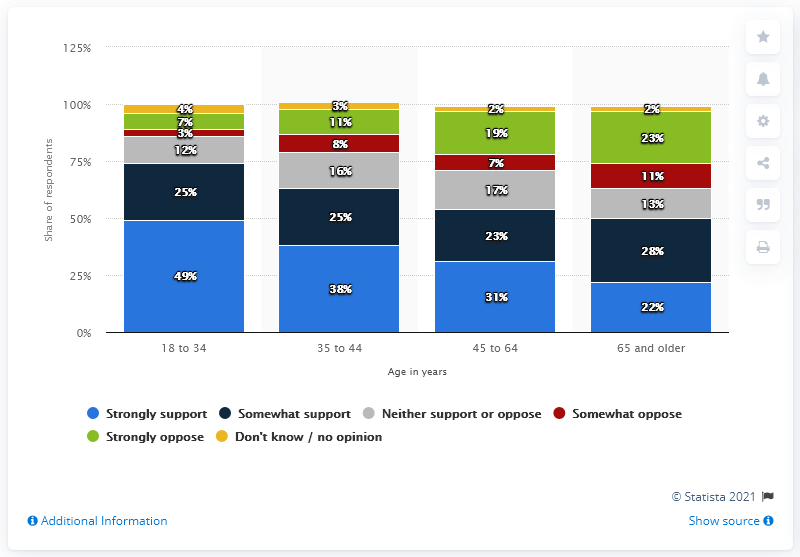 125%
100%
75%
50%
25%
0%
Share of respondents
4% 3% 2% 2%
7% 11% 19% 23%
3% 8% 7% 11%
12% 16% 17% 13%
25% 25% 23% 28%
49% 38% 31% 22%
18 to 34 35 to 44 45 to 64 65 and older
Age in years
Strongly support Somewhat support Neither support or oppose Somewhat oppose
Strongly oppose Don't know / no opinion
© Statista 2021
Additional Information Show source